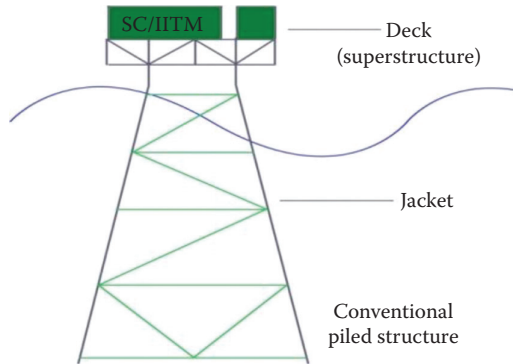 SC/IITM
Deck
(superstructure)
Jacket
Conventional
piled structure